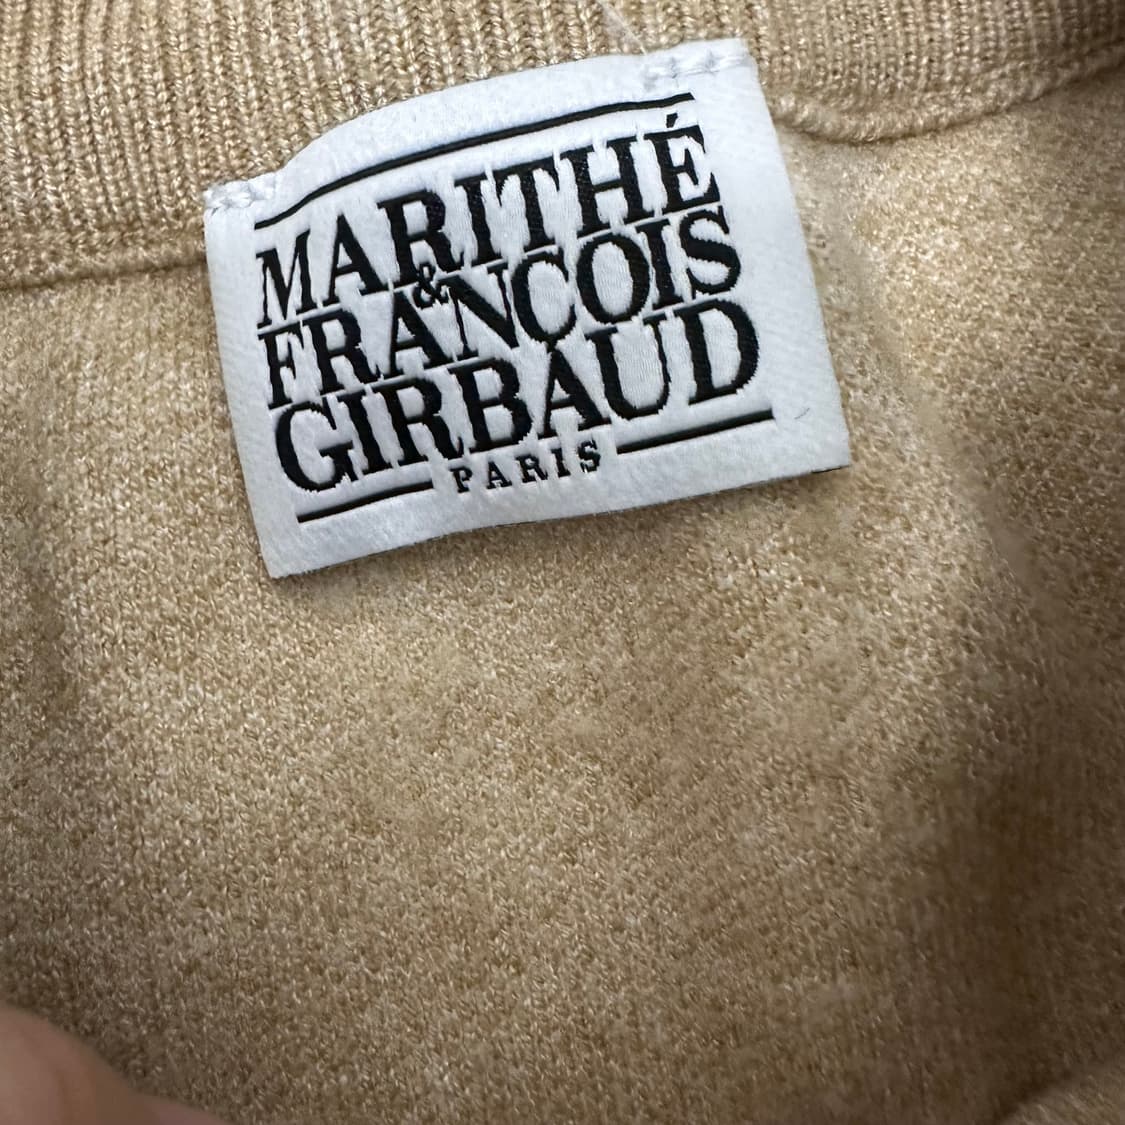 MARITHÉ
&
FRANCOIS
GIRBAUD
PARIS